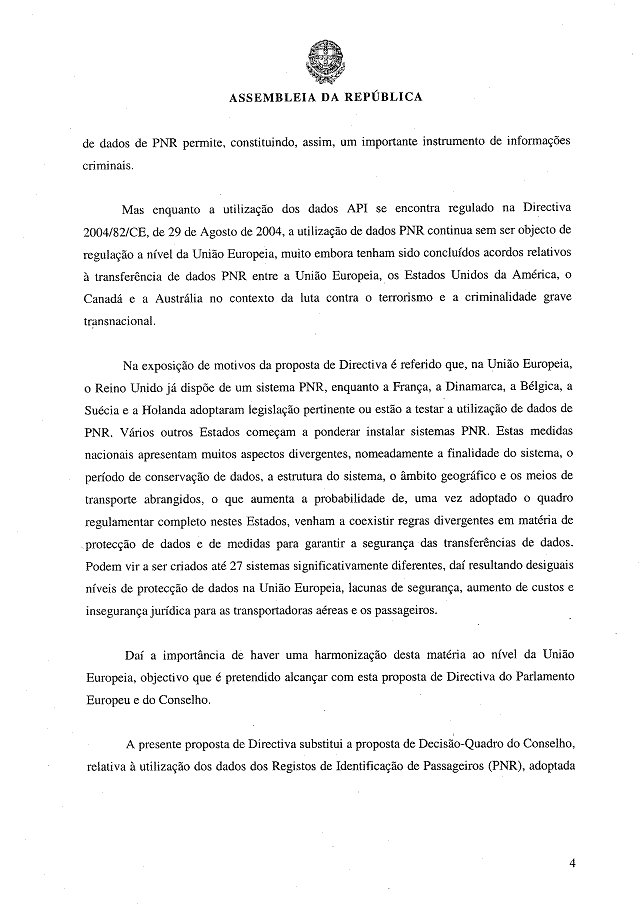 ASSEMBLEIA DA REPÚBLICA
de dados de PNR permite, constituindo, assim, um importante instrumento de informações
criminais.
Mas enquanto a utilização dos dados API se encontra regulado na Directiva
2004/82/CE, de 29 de Agosto de 2004, a utilização de dados PNR continua sem ser objecto de
regulação a nível da União Europeia, muito embora tenham sido concluídos acordos relativos
à transferência de dados PNR entre a União Europeia, os Estados Unidos da América, o
Canadá e a Austrália no contexto da luta contra o terrorismo e a criminalidade grave
transnacional.
Na exposição de motivos da proposta de Directiva é referido que, na União Europeia,
o Reino Unido já dispõe de um sistema PNR, enquanto a França, a Dinamarca, a Bélgica, a
Suécia e a Holanda adoptaram legislação pertinente ou estão a testar a utilização de dados de
PNR. Vários outros Estados começam a ponderar instalar sistemas PNR. Estas medidas
nacionais apresentam muitos aspectos divergentes, nomeadamente a finalidade do sistema, o
período de conservação de dados, a estrutura do sistema, o âmbito geográfico e os meios de
transporte abrangidos, o que aumenta a probabilidade de, uma vez adoptado o quadro
regulamentar completo nestes Estados, venham a coexistir regras divergentes em matéria de
protecção de dados e de medidas para garantir a segurança das transferências de dados.
Podem vir a ser criados até 27 sistemas significativamente diferentes, daí resultando desiguais
níveis de protecção de dados na União Europeia, lacunas de segurança, aumento de custos e
insegurança jurídica para as transportadoras aéreas e os passageiros.
Daí a importância de haver uma harmonização desta matéria ao nível da União
Europeia, objectivo que é pretendido alcançar com esta proposta de Directiva do Parlamento
Europeu e do Conselho.
A presente proposta de Directiva substitui a proposta de Decisão-Quadro do Conselho,
relativa à utilização dos dados dos Registos de Identificação de Passageiros (PNR), adoptada
4